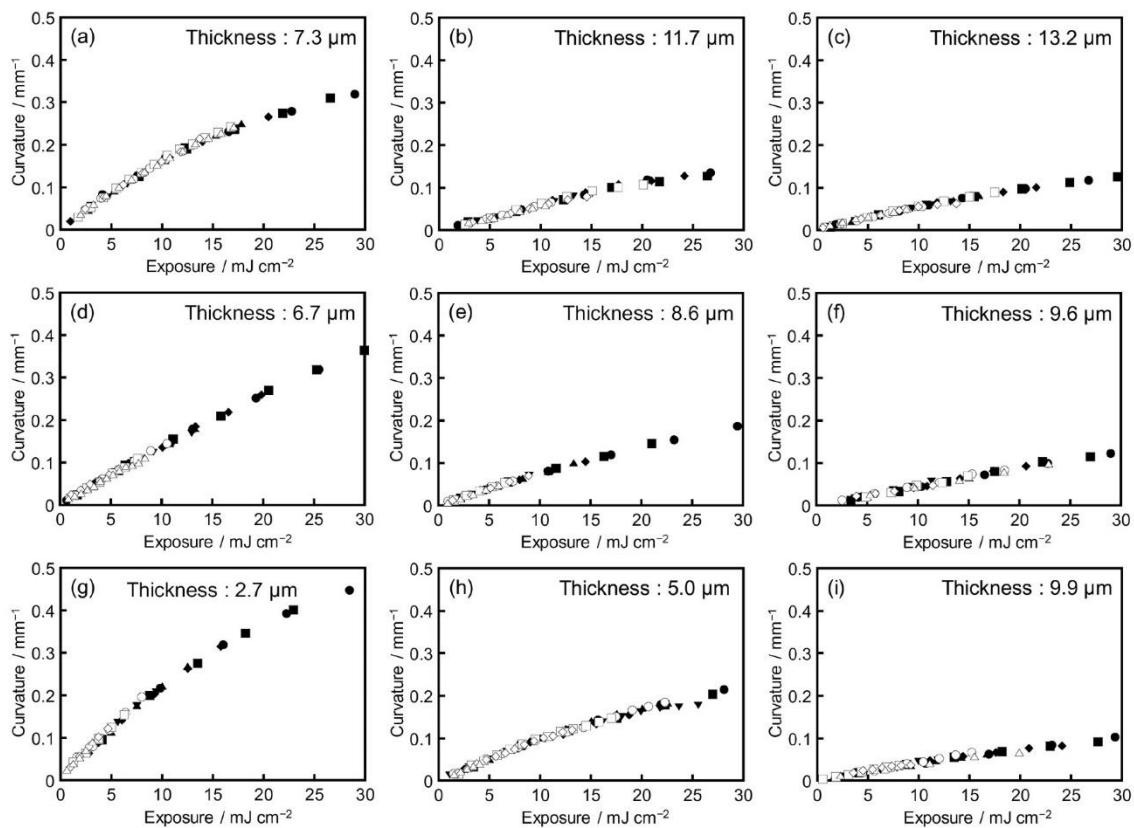 (a) Thickness : 7.3 µm
0.5
0.4
0.3
0.2
0.1
0
Curvature / mm⁻¹
0 5 10 15 20 25 30
Exposure / mJ cm⁻²
(b) Thickness : 11.7 µm
0.5
0.4
0.3
0.2
0.1
0
Curvature / mm⁻¹
0 5 10 15 20 25 30
Exposure / mJ cm⁻²
(c) Thickness : 13.2 µm
0.5
0.4
0.3
0.2
0.1
0
Curvature / mm⁻¹
0 5 10 15 20 25 30
Exposure / mJ cm⁻²
(d) Thickness : 6.7 µm
0.5
0.4
0.3
0.2
0.1
0
Curvature / mm⁻¹
0 5 10 15 20 25 30
Exposure / mJ cm⁻²
(e) Thickness : 8.6 µm
0.5
0.4
0.3
0.2
0.1
0
Curvature / mm⁻¹
0 5 10 15 20 25 30
Exposure / mJ cm⁻²
(f) Thickness : 9.6 µm
0.5
0.4
0.3
0.2
0.1
0
Curvature / mm⁻¹
0 5 10 15 20 25 30
Exposure / mJ cm⁻²
(g) Thickness : 2.7 µm
0.5
0.4
0.3
0.2
0.1
0
Curvature / mm⁻¹
0 5 10 15 20 25 30
Exposure / mJ cm⁻²
(h) Thickness : 5.0 µm
0.5
0.4
0.3
0.2
0.1
0
Curvature / mm⁻¹
0 5 10 15 20 25 30
Exposure / mJ cm⁻²
(i) Thickness : 9.9 µm
0.5
0.4
0.3
0.2
0.1
0
Curvature / mm⁻¹
0 5 10 15 20 25 30
Exposure / mJ cm⁻²